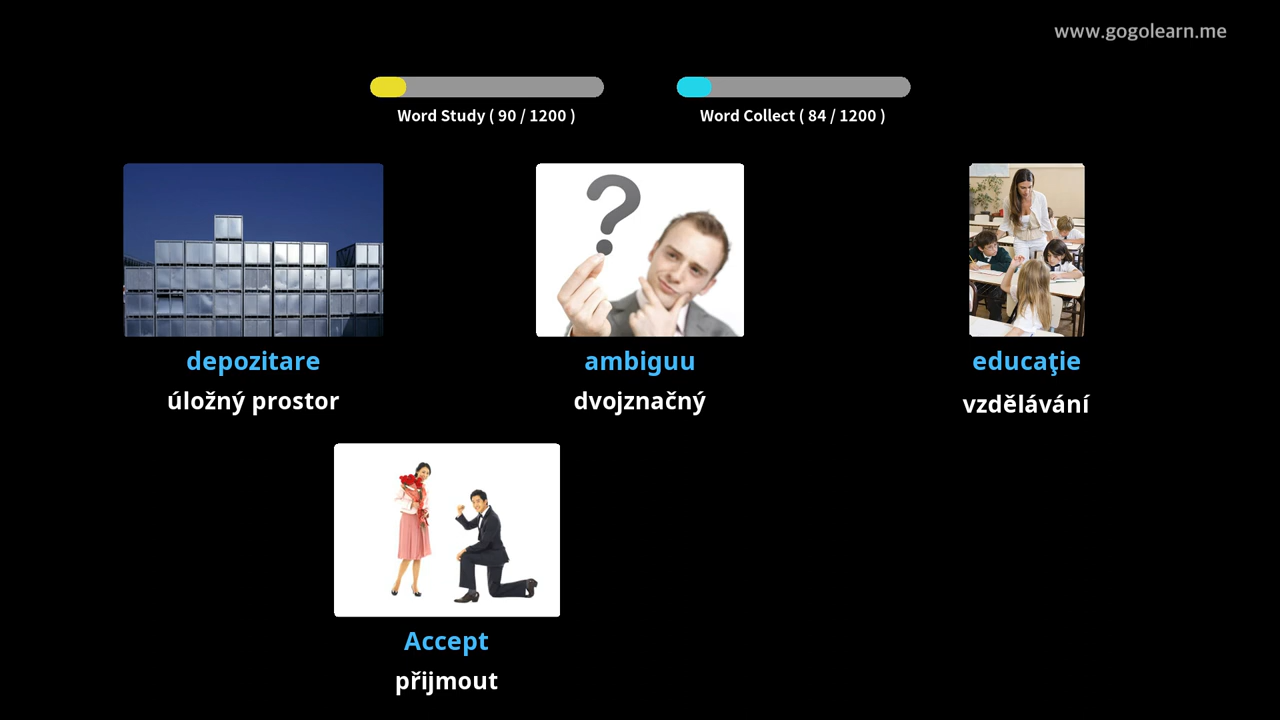 www.gogolearn.me
Word Study ( 90 / 1200 )
Word Collect ( 84 / 1200 )
depozitare
úložný prostor
ambiguu
dvojznačný
educaţie
vzdělávání
Accept
přijmout